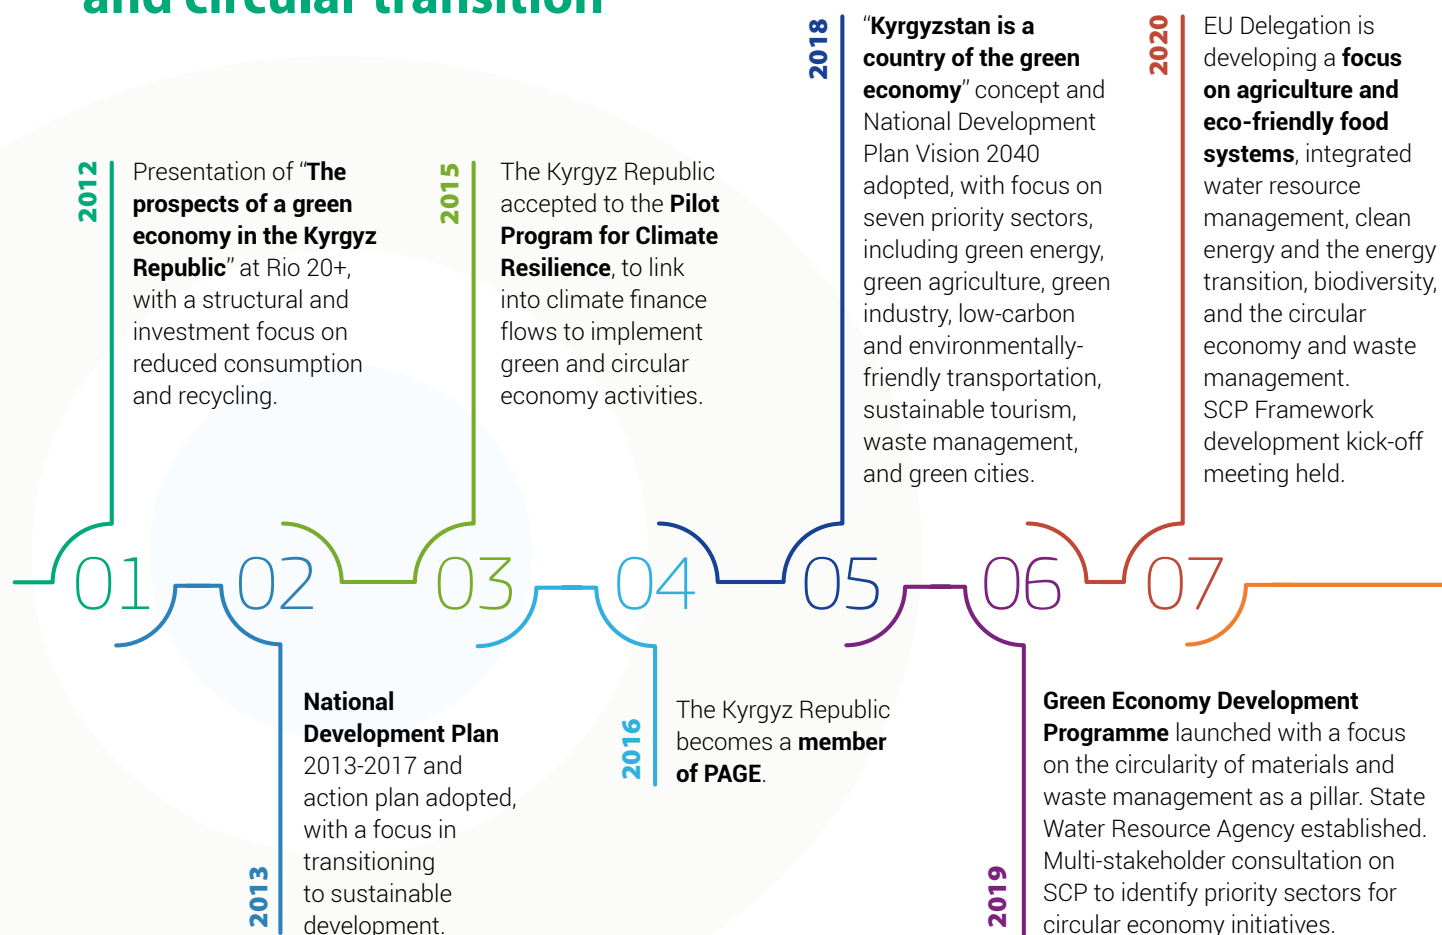 and circular transition
2012
Presentation of “The
prospects of a green
economy in the Kyrgyz
Republic” at Rio 20+,
with a structural and
investment focus on
reduced consumption
and recycling.
2015
The Kyrgyz Republic
accepted to the Pilot
Program for Climate
Resilience, to link
into climate finance
flows to implement
green and circular
economy activities.
2018
“Kyrgyzstan is a
country of the green
economy” concept and
National Development
Plan Vision 2040
adopted, with focus on
seven priority sectors,
including green energy,
green agriculture, green
industry, low-carbon
and environmentally-
friendly transportation,
sustainable tourism,
waste management,
and green cities.
2020
EU Delegation is
developing a focus
on agriculture and
eco-friendly food
systems, integrated
water resource
management, clean
energy and the energy
transition, biodiversity,
and the circular
economy and waste
management.
SCP Framework
development kick-off
meeting held.
01
02
03
04
05
06
07
2013
National
Development Plan
2013-2017 and
action plan adopted,
with a focus in
transitioning
to sustainable
development.
2016
The Kyrgyz Republic
becomes a member
of PAGE.
2019
Green Economy Development
Programme launched with a focus
on the circularity of materials and
waste management as a pillar. State
Water Resource Agency established.
Multi-stakeholder consultation on
SCP to identify priority sectors for
circular economy initiatives.